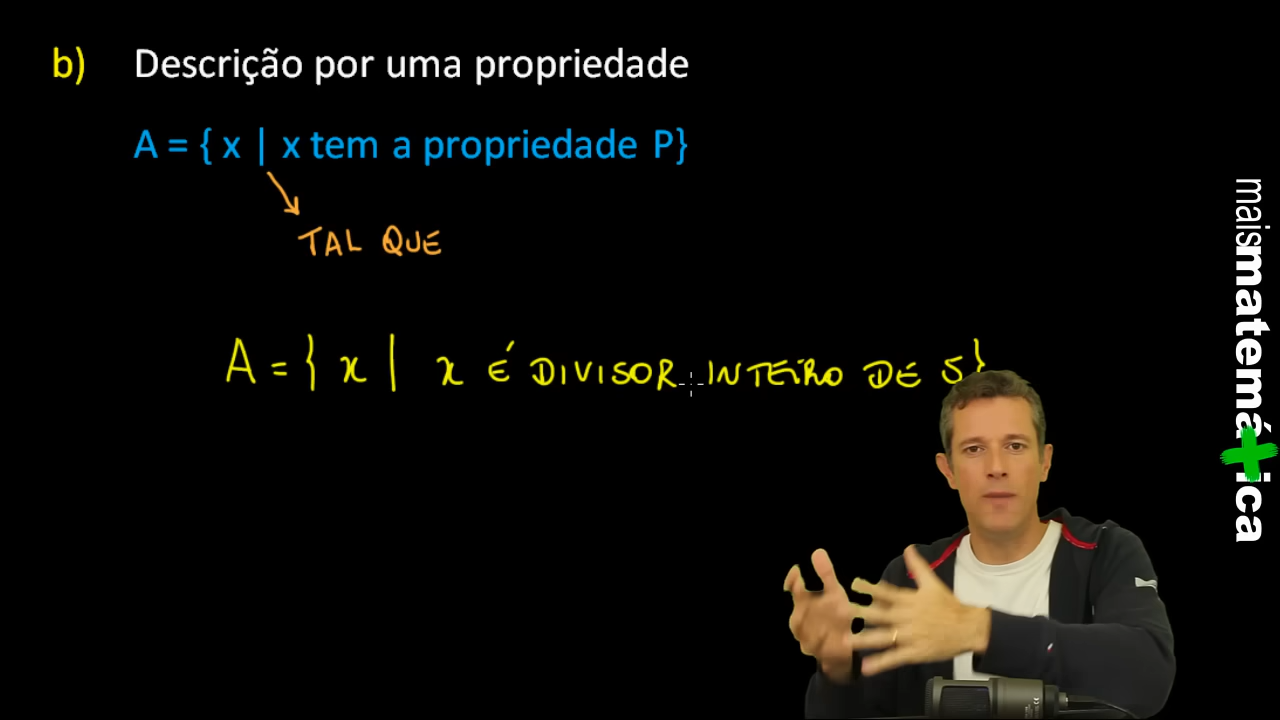 b) Descrição por uma propriedade
A = { x | x tem a propriedade P}
TAL QUE
A = { x | x É DIVISOR INTEIRO DE 5}
maismatemática